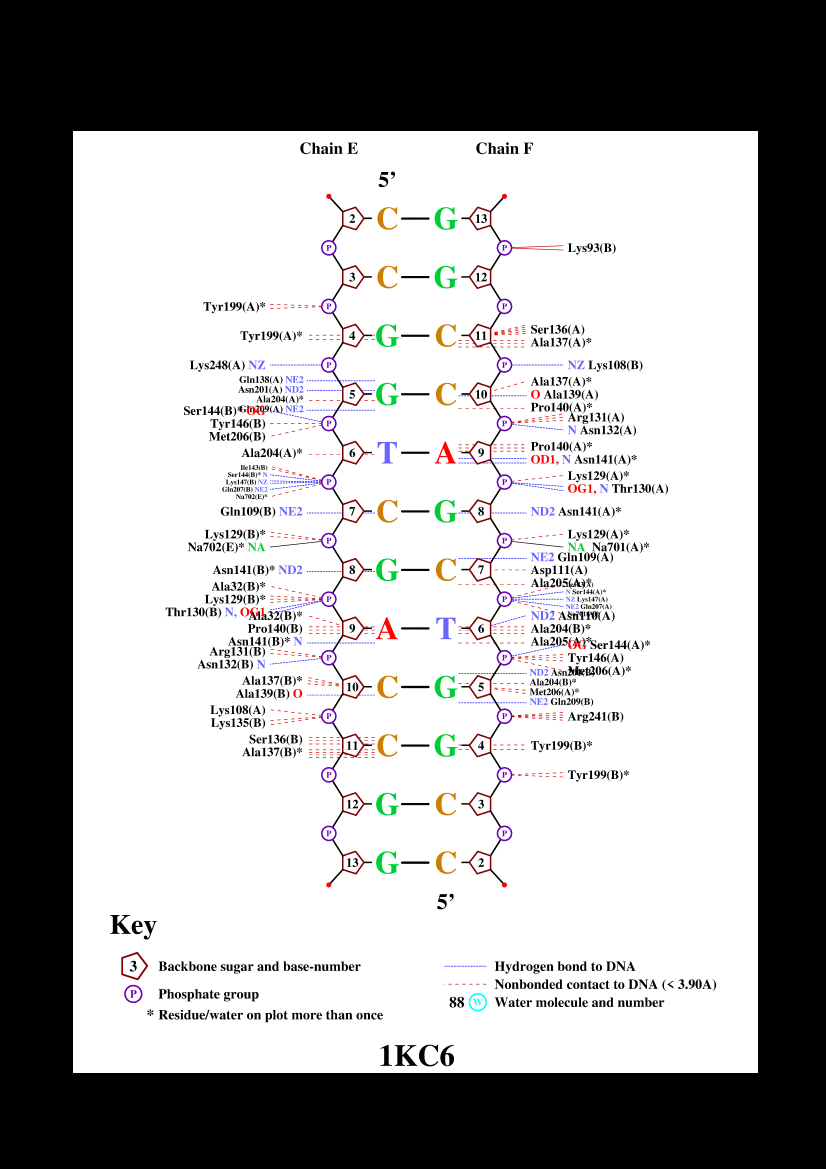 Chain E Chain F
5’
2 C G 13
P P Lys93(B)
3 C G 12
Tyr199(A)* P P
Ser136(A)
Tyr199(A)* 4 G C 11
Ala137(A)*
Lys248(A) NZ P P NZ Lys108(B)
Gln138(A) NE2 Ala137(A)*
Asn201(A) ND2 5 G C 10 O Ala139(A)
Ala204(A)*
Gln209(A) NE2 Pro140(A)*
Ser144(B)* OG Arg131(A)
Tyr146(B) P P N Asn132(A)
Met206(B)
Pro140(A)*
Ala204(A)* 6 T A 9 OD1, N Asn141(A)*
Ile143(B)
Ser144(B)* N Lys129(A)*
Lys147(B) NZ P P OG1, N Thr130(A)
Gln207(B) NE2
Na702(E)*
Gln109(B) NE2 7 C G 8 ND2 Asn141(A)*
Lys129(B)* P P Lys129(A)*
Na702(E)* NA NA Na701(A)*
NE2 Gln109(A)
Asn141(B)* ND2 8 G C 7 Asp111(A)
Ala205(A)*
Ala32(B)* N Ser144(A)*
Lys129(B)* P P NZ Lys147(A)
Thr130(B) N, OG1 NE2 Gln207(A)
Ala32(B)* ND2 Asn110(A)
Pro140(B) 9 A T 6 Ala204(B)*
Asn141(B)* N Ala205(A)*
Arg131(B) OG Ser144(A)*
Asn132(B) N P P Tyr146(A)
Met206(A)*
Ala137(B)* 10 C G 5 Ala204(B)*
Ala139(B) O Met206(A)*
NE2 Gln209(B)
Lys108(A) P P Arg241(B)
Lys135(B)
Ser136(B) 11 C G 4 Tyr199(B)*
Ala137(B)*
P P Tyr199(B)*
12 G C 3
P P
13 G C 2
5’
Key
3 Backbone sugar and base-number
P Phosphate group
* Residue/water on plot more than once
Hydrogen bond to DNA
Nonbonded contact to DNA (< 3.90A)
88 W Water molecule and number
1KC6